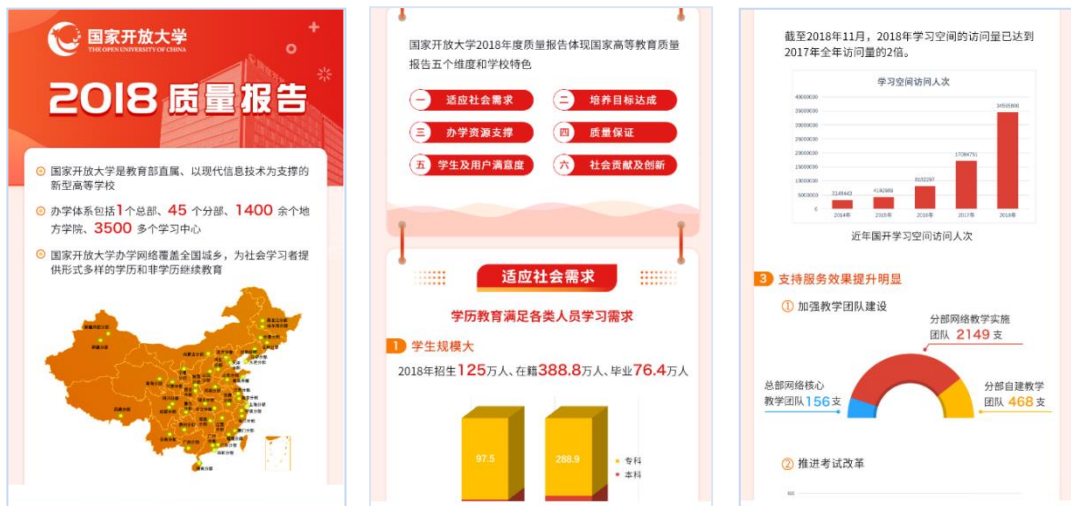 国家开放大学
THE OPEN UNIVERSITY OF CHINA
2018 质量报告
国家开放大学是教育部直属、以现代信息技术为支撑的
新型高等学校
办学体系包括1个总部、45 个分部、1400 余个地
方学院、3500 多个学习中心
国家开放大学办学网络覆盖全国城乡，为社会学习者提
供形式多样的学历和非学历继续教育
国家开放大学2018年度质量报告体现国家高等教育质量
报告五个维度和学校特色
一 适应社会需求
二 培养目标达成
三 办学资源支撑
四 质量保证
五 学生及用户满意度
六 社会贡献及创新
适应社会需求
学历教育满足各类人员学习需求
1 学生规模大
2018年招生125万人、在籍388.8万人、毕业76.4万人
97.5
288.9
专科
本科
截至2018年11月，2018年学习空间的访问量已达到
2017年全年访问量的2倍。
学习空间访问人次
40000000
35000000
30000000
25000000
20000000
15000000
10000000
5000000
0
2014年
2015年
2016年
2017年
2018年
近年国开学习空间访问人次
3 支持服务效果提升明显
① 加强教学团队建设
分部网络教学实施
团队 2149 支
总部网络核心
教学团队156支
分部自建教学
团队 468支
② 推进考试改革